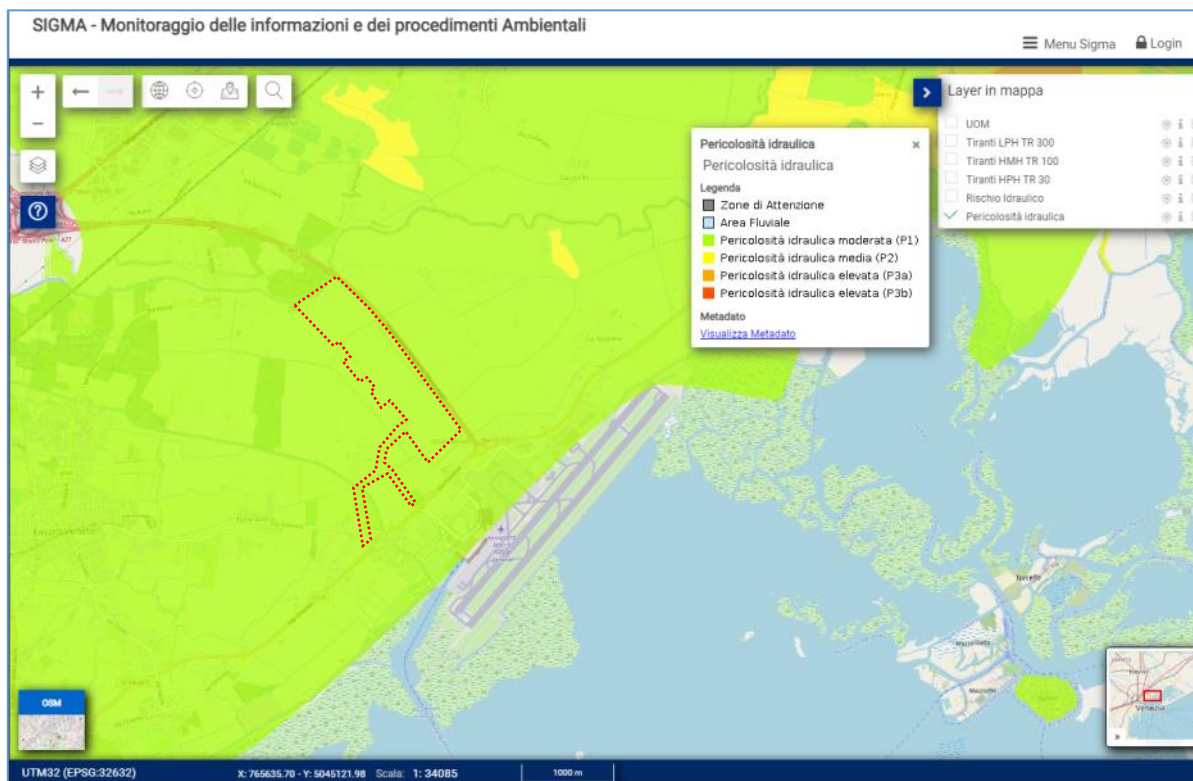 SIGMA - Monitoraggio delle informazioni e dei procedimenti Ambientali
Menu Sigma
Login
Layer in mappa
UOM
Tiranti LPH TR 300
Tiranti HMH TR 100
Tiranti HPH TR 30
Rischio Idraulico
Pericolosità idraulica
Pericolosità idraulica
Pericolosità idraulica
Legenda
Zone di Attenzione
Area Fluviale
Pericolosità idraulica moderata (P1)
Pericolosità idraulica media (P2)
Pericolosità idraulica elevata (P3a)
Pericolosità idraulica elevata (P3b)
Metadato
Visualizza Metadato
Torcello
Mazzorbo
Venezia
OSM
UTM32 (EPSG:32632)
X: 765635.70 - Y: 5045121.98
Scala: 1: 34085
1000 m